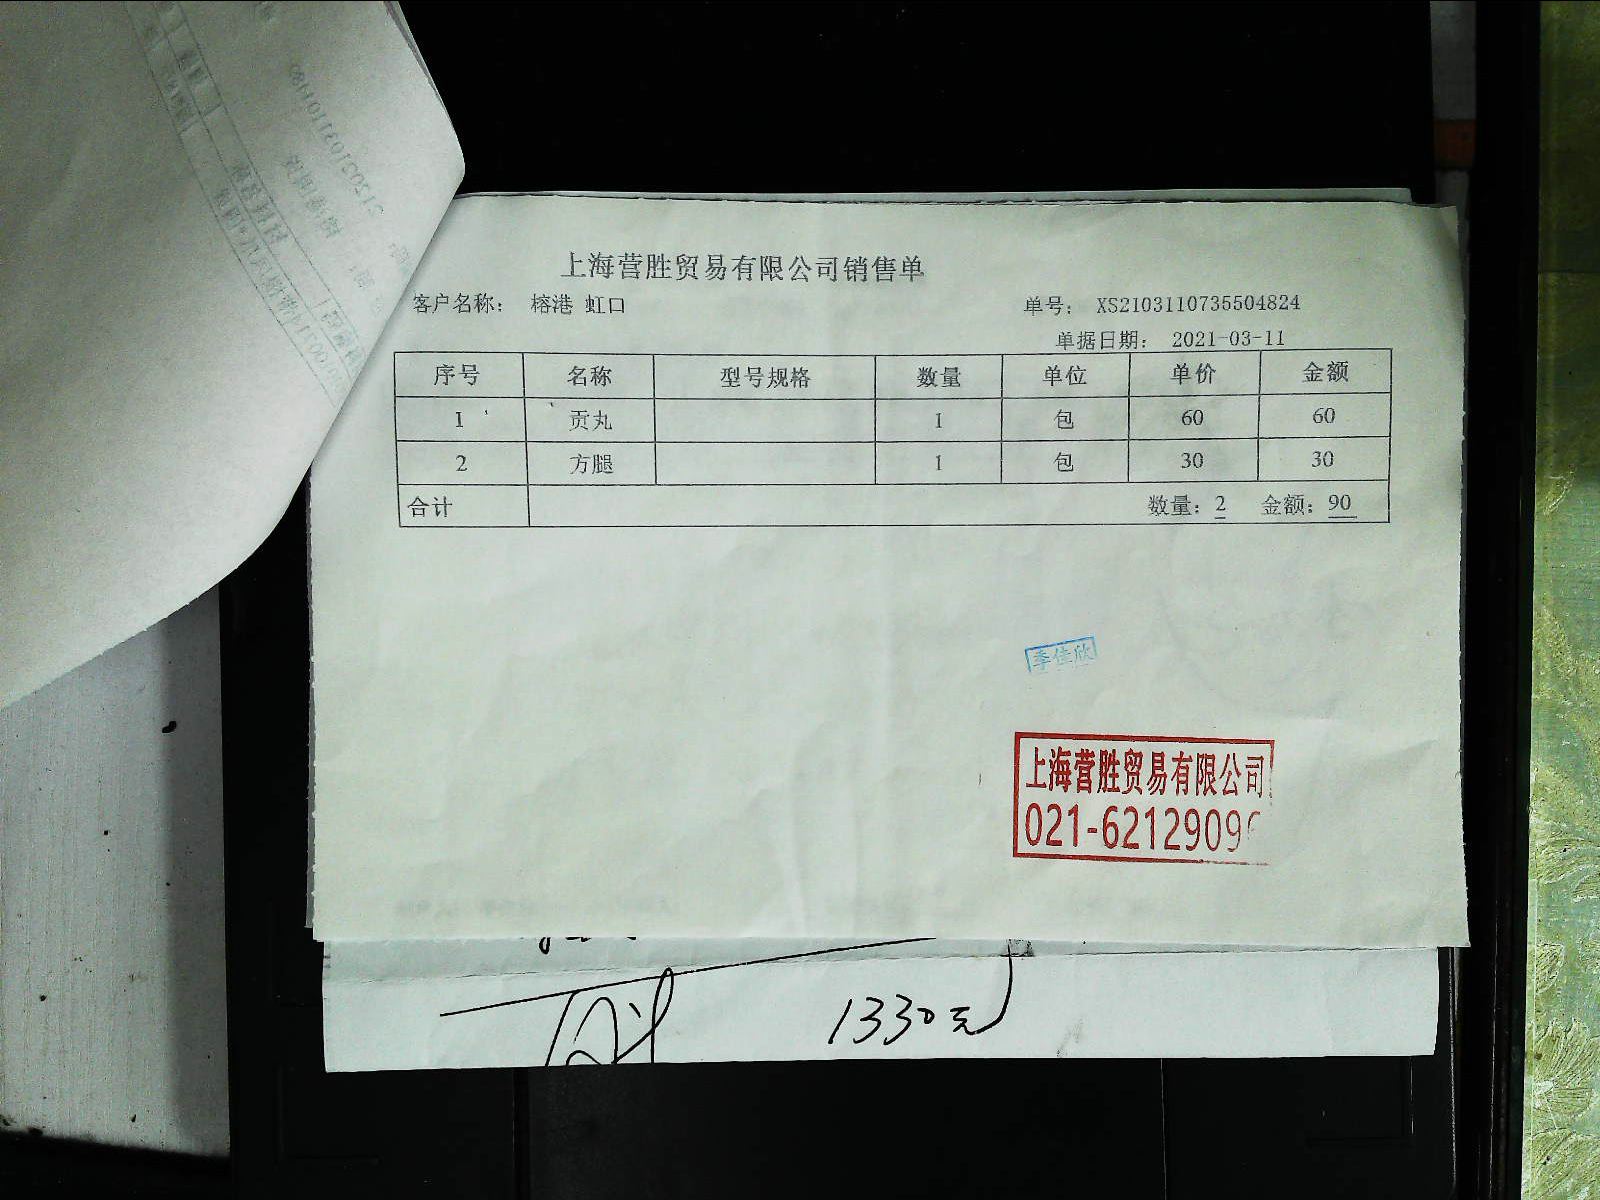 上海营胜贸易有限公司销售单
客户名称： 榕港 虹口 单号： XS2103110735504824
单据日期： 2021-03-11
序号 名称 型号规格 数量 单位 单价 金额
1 贡丸 1 包 60 60
2 方腿 1 包 30 30
合计 数量：2 金额：90
李佳欣
上海营胜贸易有限公司
021-6212909
1330元